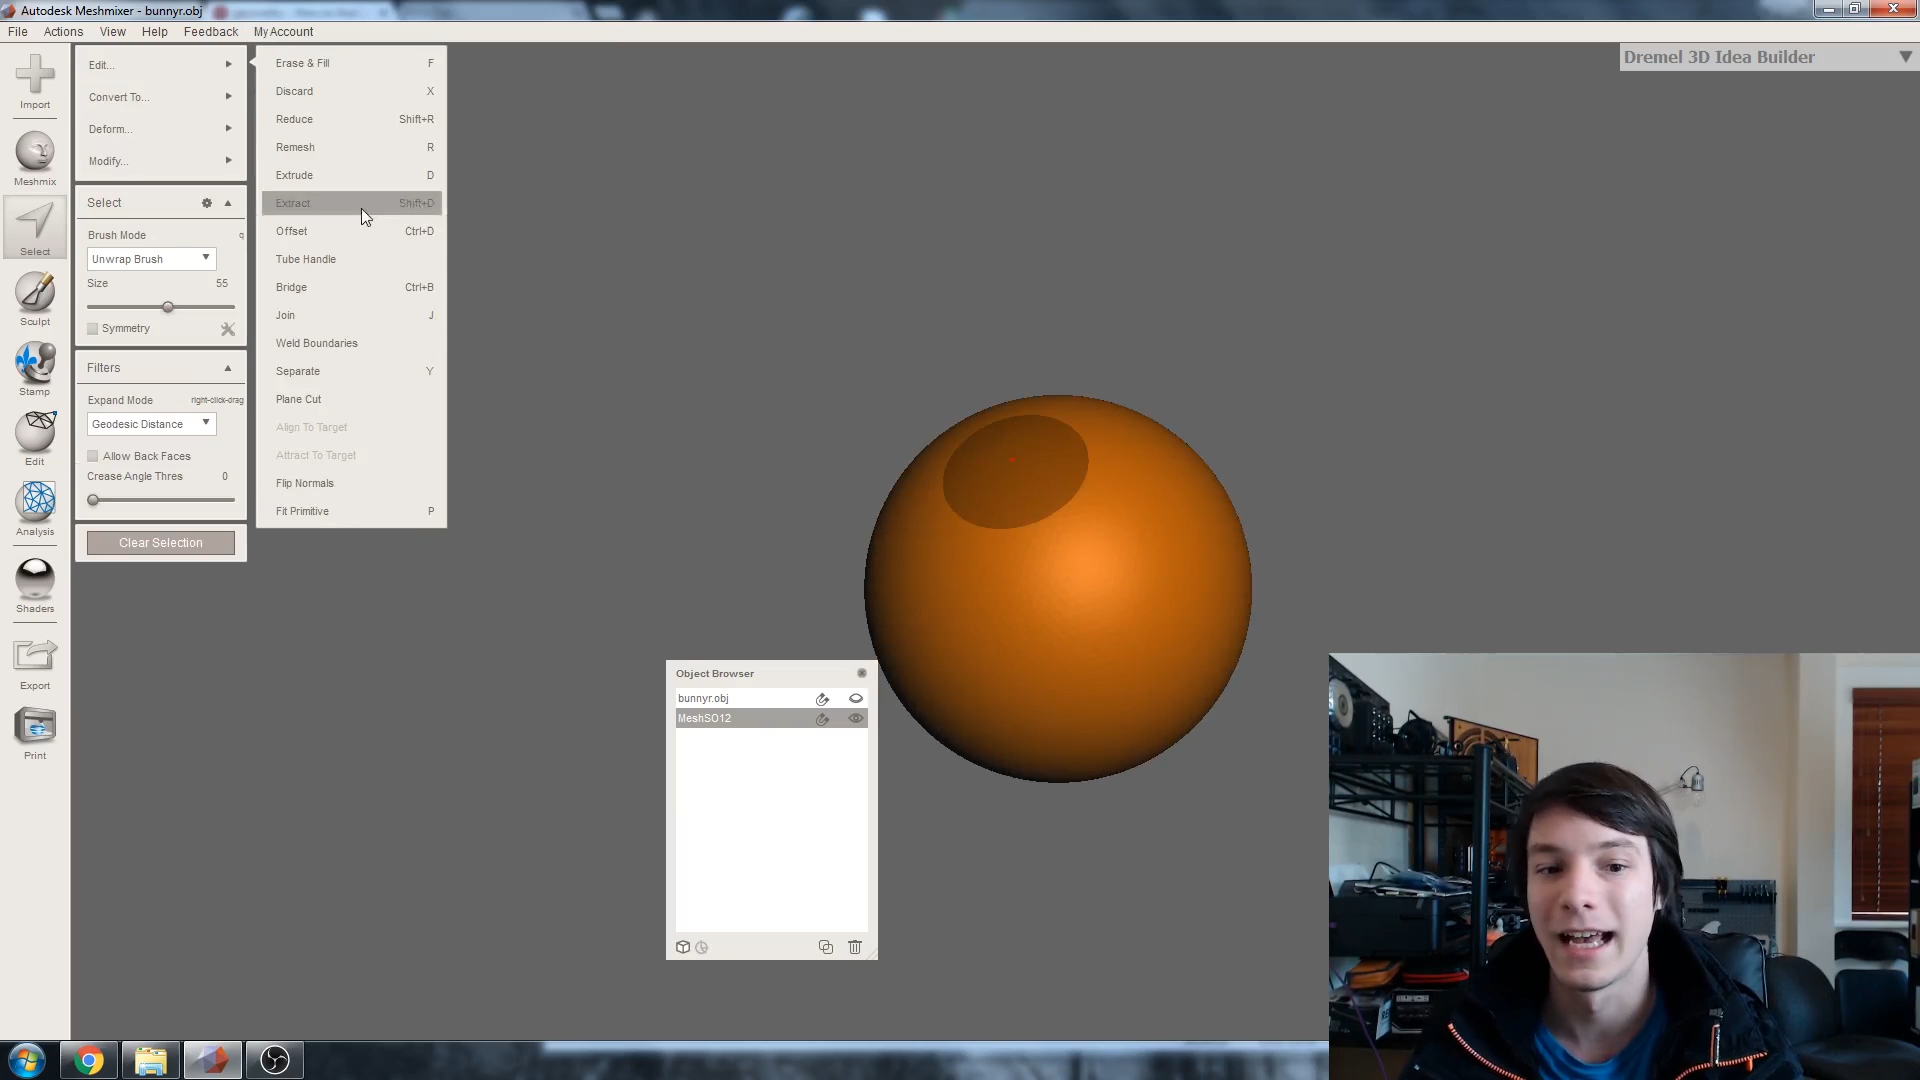 Autodesk Meshmixer - bunnyr.obj
File Actions View Help Feedback My Account
Import
Meshmix
Select
Sculpt
Stamp
Edit
Analysis
Shaders
Export
Print
Edit...
Convert To...
Deform...
Modify...
Select
Brush Mode q
Unwrap Brush
Size 55
Symmetry
Filters
Expand Mode right-click-drag
Geodesic Distance
Allow Back Faces
Crease Angle Thres 0
Clear Selection
Erase & Fill F
Discard X
Reduce Shift+R
Remesh R
Extrude D
Extract Shift+D
Offset Ctrl+D
Tube Handle
Bridge Ctrl+B
Join J
Weld Boundaries
Separate Y
Plane Cut
Align To Target
Attract To Target
Flip Normals
Fit Primitive P
Dremel 3D Idea Builder
Object Browser
bunnyr.obj
MeshSO12